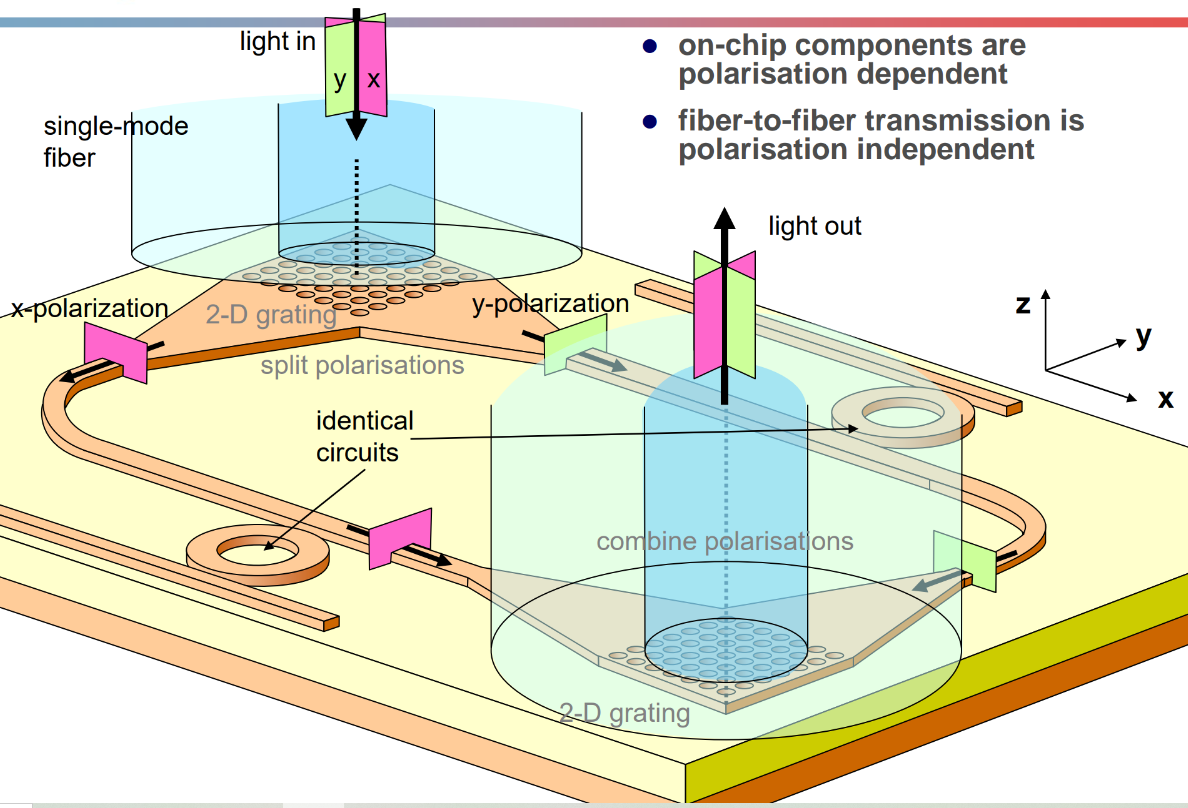 light in
y
x
single-mode
fiber
• on-chip components are
polarisation dependent
• fiber-to-fiber transmission is
polarisation independent
light out
x-polarization
2-D grating
y-polarization
split polarisations
z
y
x
identical
circuits
combine polarisations
2-D grating